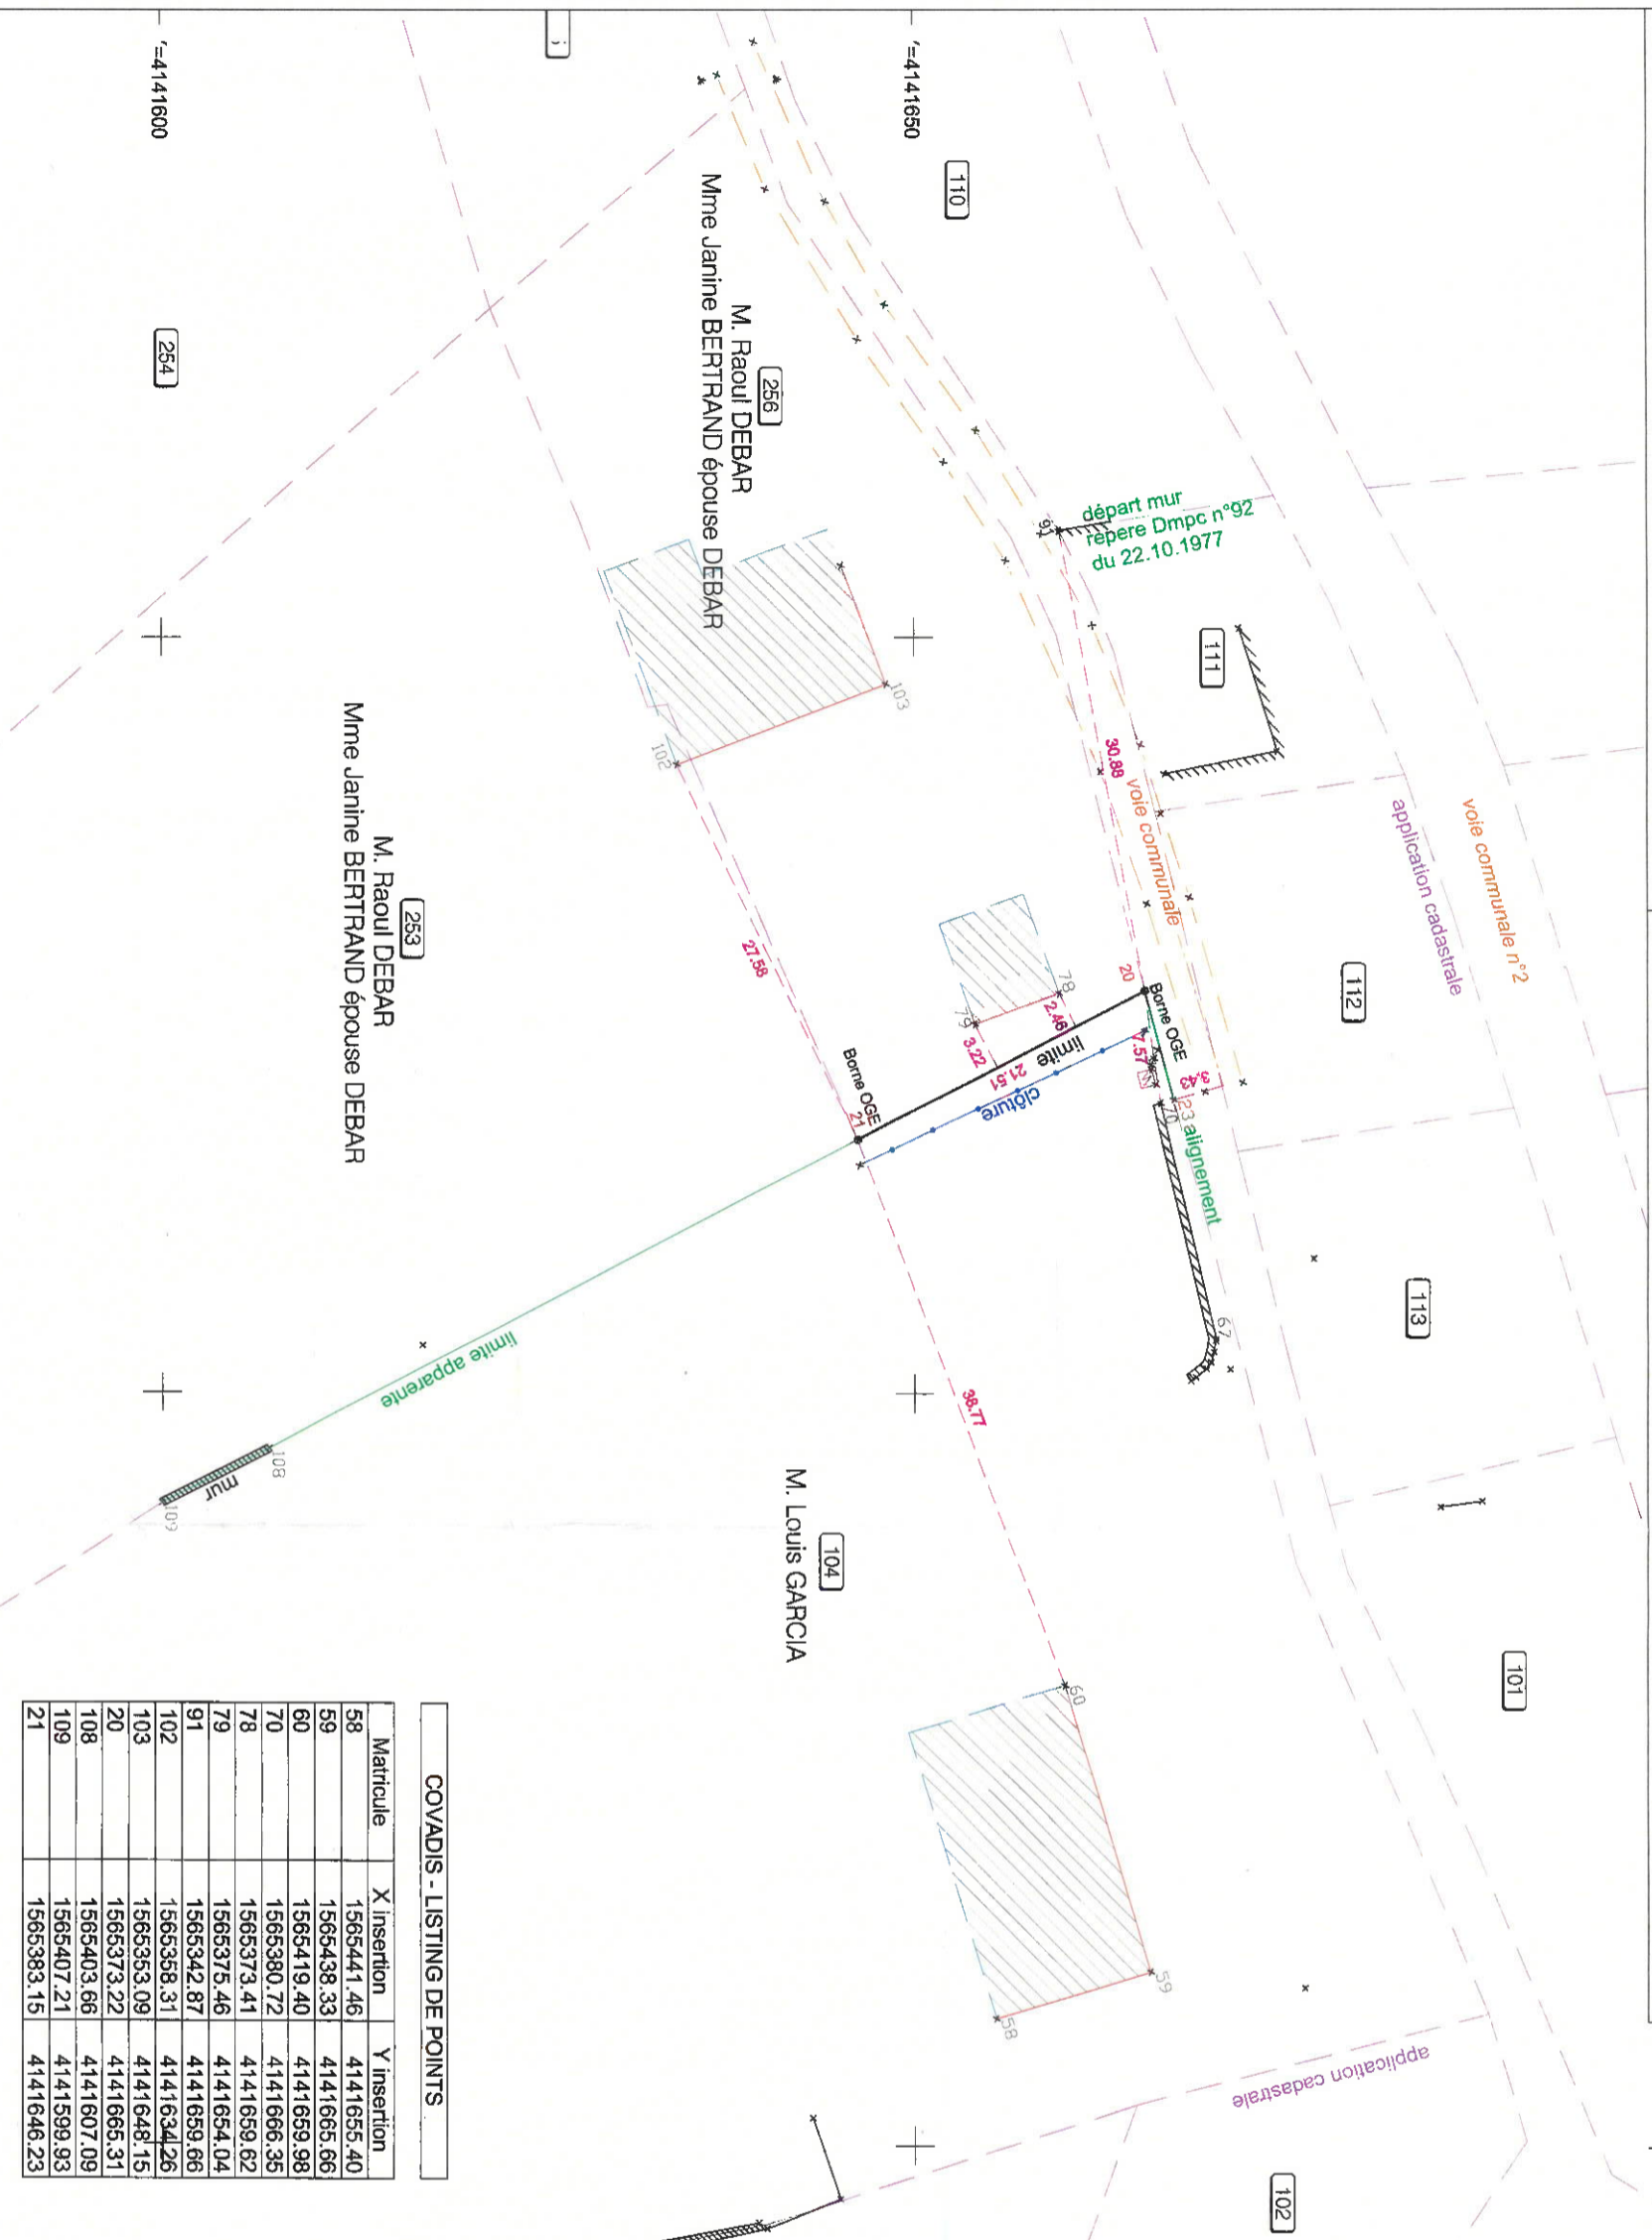 '=4141600
'=4141650
110
254
256
M. Raoul DEBAR
Mme Janine BERTRAND épouse DEBAR
départ mur
repere Dmpc n°92
du 22.10.1977
91
111
103
102
30.88
voie communale
voie communale n°2
application cadastrale
112
253
M. Raoul DEBAR
Mme Janine BERTRAND épouse DEBAR
27.58
78
79
2.46
3.22
20
Borne OGE
limite
21.51
clôture
7.57
3.43
23
70
alignement
Borne OGE
21
67
113
limite apparente
38.77
108
mur
109
104
M. Louis GARCIA
101
60
59
58
application cadastrale
102
COVADIS - LISTING DE POINTS
Matricule X insertion Y insertion
58 1565441.46 4141655.40
59 1565438.33 4141665.66
60 1565419.40 4141659.98
70 1565380.72 4141666.35
78 1565373.41 4141659.62
79 1565375.46 4141654.04
91 1565342.87 4141659.66
102 1565358.31 4141634.26
103 1565353.09 4141648.15
20 1565373.22 4141665.31
108 1565403.66 4141607.09
109 1565407.21 4141599.93
21 1565383.15 4141646.23